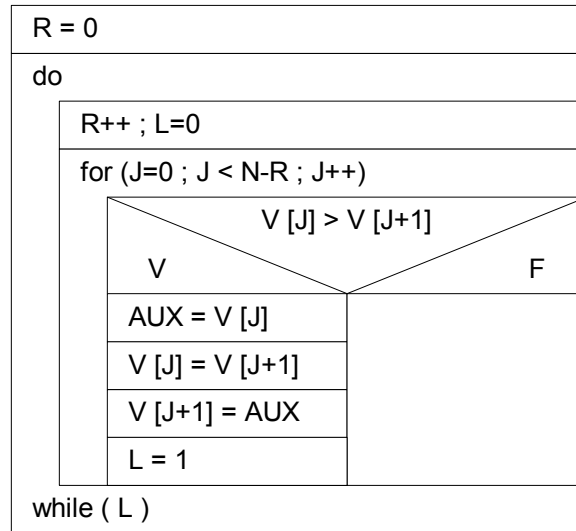 R = 0
do
R++ ; L=0
for (J=0 ; J < N-R ; J++)
V [J] > V [J+1]
V F
AUX = V [J]
V [J] = V [J+1]
V [J+1] = AUX
L = 1
while ( L )